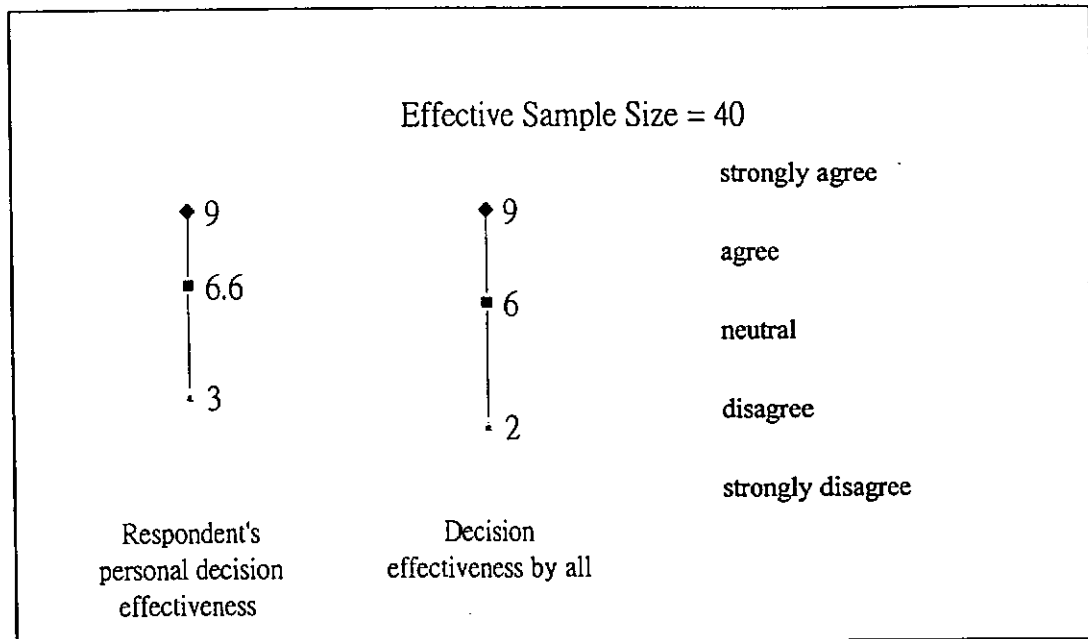 Effective Sample Size = 40
strongly agree
9
9
agree
6.6
6
neutral
3
disagree
2
strongly disagree
Respondent's
personal decision
effectiveness
Decision
effectiveness by all